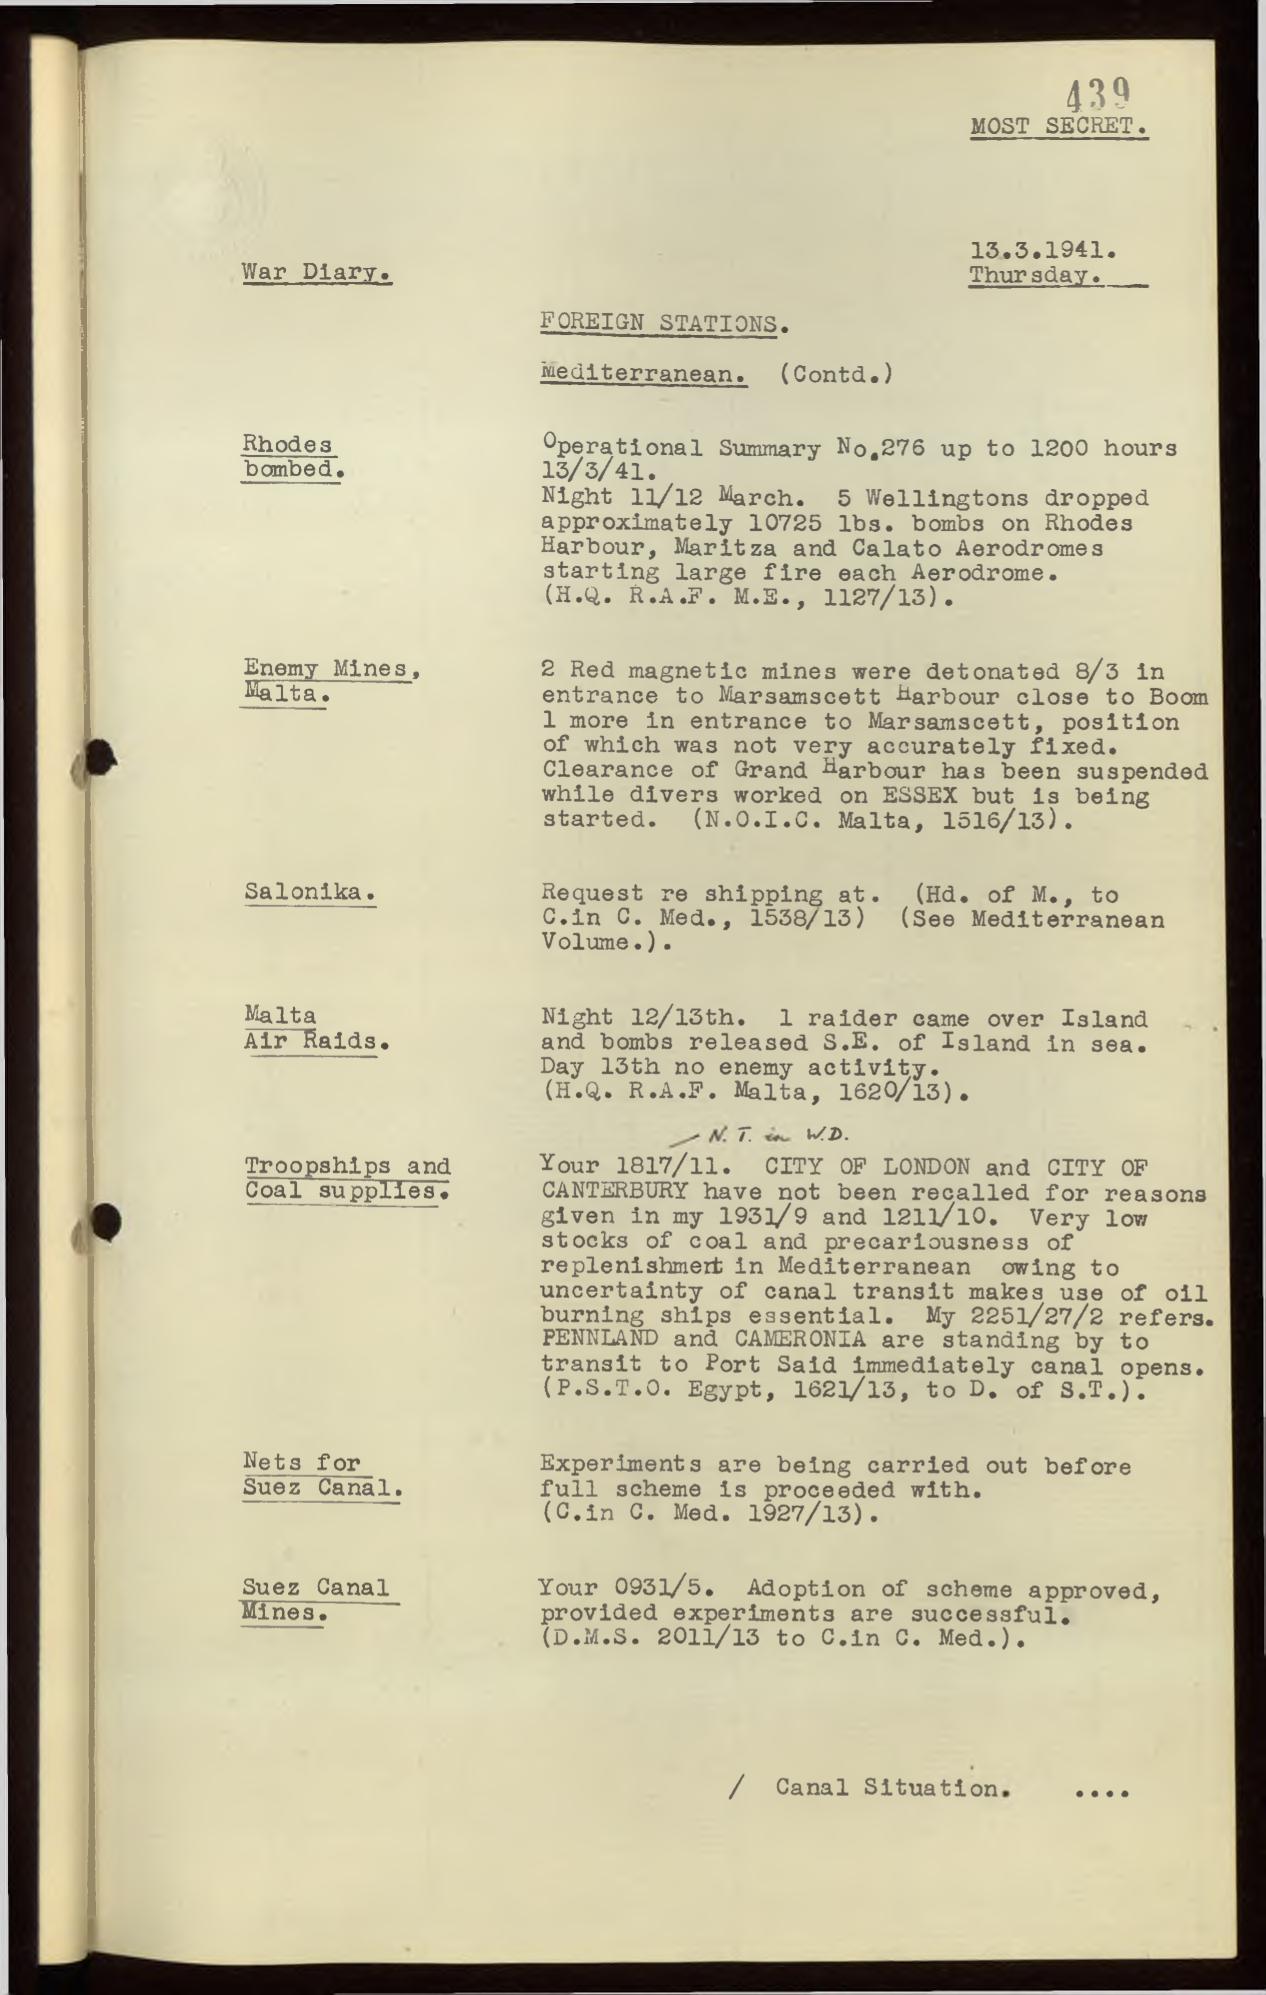 439
MOST SECRET.
13.3.1941.
War Diary.
Thursday.
FOREIGN STATIONS.
Mediterranean. (Contd.)
Rhodes
bombed.
Operational Summary No.276 up to 1200 hours
13/3/41.
Night 11/12 March. 5 Wellingtons dropped
approximately 10725 lbs. bombs on Rhodes
Harbour, Maritza and Calato Aerodromes
starting large fire each Aerodrome.
(H.Q. R.A.F. M.E., 1127/13).
Enemy Mines,
Malta.
2 Red magnetic mines were detonated 8/3 in
entrance to Marsamscett Harbour close to Boom
1 more in entrance to Marsamscett, position
of which was not very accurately fixed.
Clearance of Grand Harbour has been suspended
while divers worked on ESSEX but is being
started. (N.O.I.C. Malta, 1516/13).
Salonika.
Request re shipping at. (Hd. of M., to
C.in C. Med., 1538/13) (See Mediterranean
Volume.).
Malta
Air Raids.
Night 12/13th. 1 raider came over Island
and bombs released S.E. of Island in sea.
Day 13th no enemy activity.
(H.Q. R.A.F. Malta, 1620/13).
N.T. in W.D.
Troopships and
Coal supplies.
Your 1817/11. CITY OF LONDON and CITY OF
CANTERBURY have not been recalled for reasons
given in my 1931/9 and 1211/10. Very low
stocks of coal and precariousness of
replenishment in Mediterranean owing to
uncertainty of canal transit makes use of oil
burning ships essential. My 2251/27/2 refers.
PENNLAND and CAMERONIA are standing by to
transit to Port Said immediately canal opens.
(P.S.T.O. Egypt, 1621/13, to D. of S.T.).
Nets for
Suez Canal.
Experiments are being carried out before
full scheme is proceeded with.
(C.in C. Med. 1927/13).
Suez Canal
Mines.
Your 0931/5. Adoption of scheme approved,
provided experiments are successful.
(D.M.S. 2011/13 to C.in C. Med.).
/ Canal Situation. ....